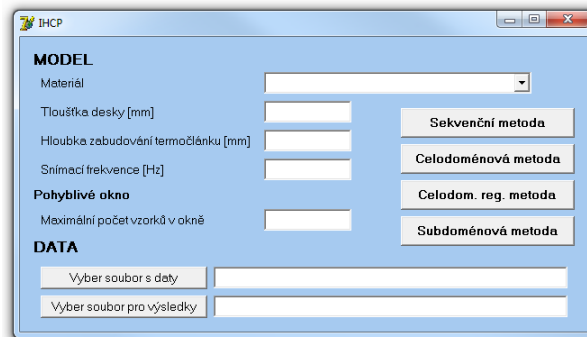 IHCP
MODEL
Materiál
Tloušťka desky [mm]
Hloubka zabudování termočlánku [mm]
Snímací frekvence [Hz]
Pohyblivé okno
Maximální počet vzorků v okně
Sekvenční metoda
Celodoménová metoda
Celodom. reg. metoda
Subdoménová metoda
DATA
Vyber soubor s daty
Vyber soubor pro výsledky